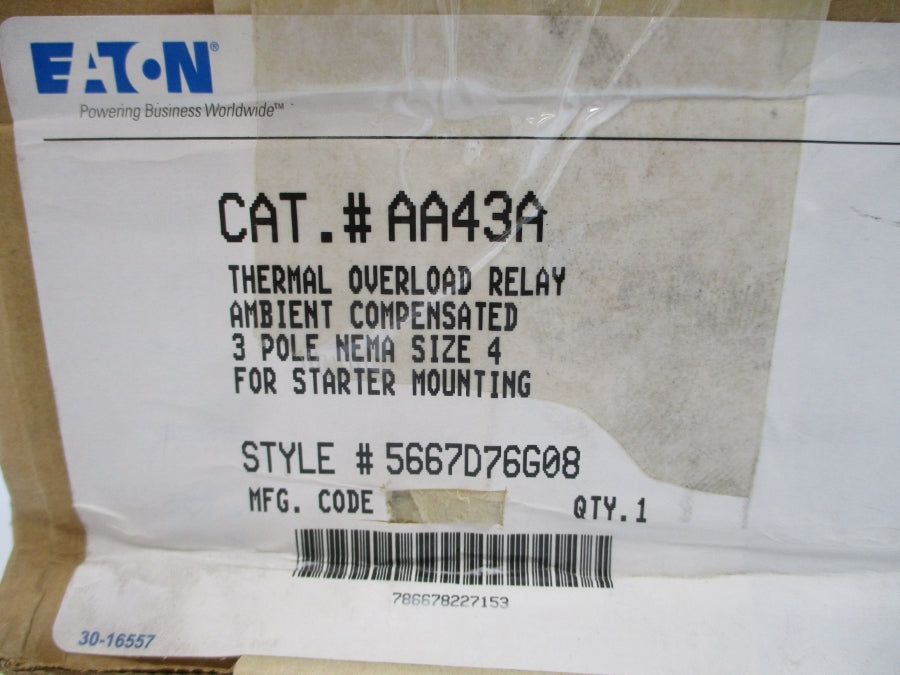 EATON®
Powering Business Worldwide™
CAT.# AA43A
THERMAL OVERLOAD RELAY
AMBIENT COMPENSATED
3 POLE NEMA SIZE 4
FOR STARTER MOUNTING
STYLE # 5667D76G08
MFG. CODE QTY.1
786678227153
30-16557